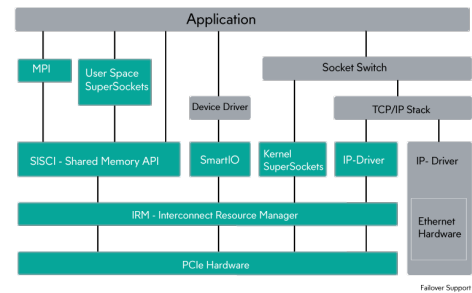 Application
MPI
User Space
SuperSockets
Socket Switch
Device Driver
TCP/IP Stack
SISCI - Shared Memory API
SmartIO
Kernel
SuperSockets
IP-Driver
IP- Driver
IRM - Interconnect Resource Manager
Ethernet
Hardware
PCIe Hardware
Failover Support